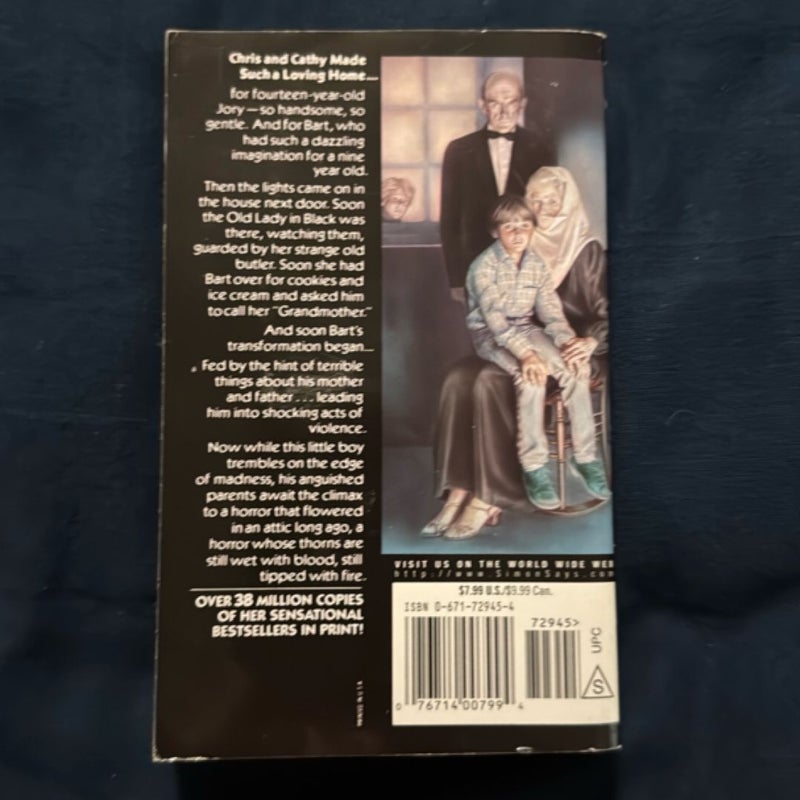 Chris and Cathy Made
Such a Loving Home...
for fourteen-year-old
Jory—so handsome, so
gentle. And for Bart, who
had such a dazzling
imagination for a nine
year old.
Then the lights came on in
the house next door. Soon
the Old Lady in Black was
there, watching them,
guarded by her strange old
butler. Soon she had
Bart over for cookies and
ice cream and asked him
to call her "Grandmother."
And soon Bart's
transformation began...
Fed by the hint of terrible
things about his mother
and father... leading
him into shocking acts of
violence.
Now while this little boy
trembles on the edge
of madness, his anguished
parents await the climax
to a horror that flowered
in an attic long ago, a
horror whose thorns are
still wet with blood, still
tipped with fire.
OVER 38 MILLION COPIES
OF HER SENSATIONAL
BESTSELLERS IN PRINT!
VISIT US ON THE WORLD WIDE WEB
http://www.SimonSays.com
$7.99 U.S./$9.99 Can.
ISBN 0-671-72945-4
72945>
UPC
S
0 76714 00799 4